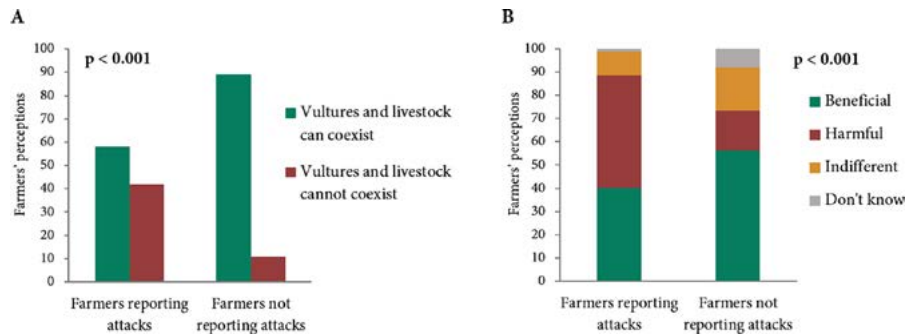 A
Farmers' perceptions
100
90
80
70
60
50
40
30
20
10
0
p < 0.001
Vultures and livestock
can coexist
Vultures and livestock
cannot coexist
Farmers reporting
attacks
Farmers not
reporting attacks
B
Farmers' perceptions
100
90
80
70
60
50
40
30
20
10
0
p < 0.001
Beneficial
Harmful
Indifferent
Don't know
Farmers reporting
attacks
Farmers not
reporting attacks